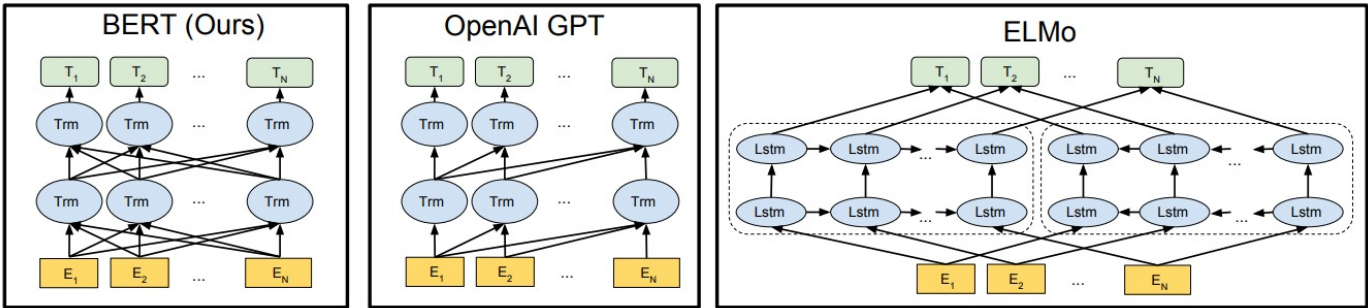 BERT (Ours)
T1 T2 ... TN
Trm Trm ... Trm
Trm Trm ... Trm
E1 E2 ... EN
OpenAI GPT
T1 T2 ... TN
Trm Trm ... Trm
Trm Trm ... Trm
E1 E2 ... EN
ELMo
T1 T2 ... TN
Lstm Lstm ... Lstm Lstm Lstm ... Lstm
Lstm Lstm ... Lstm Lstm Lstm ... Lstm
E1 E2 ... EN